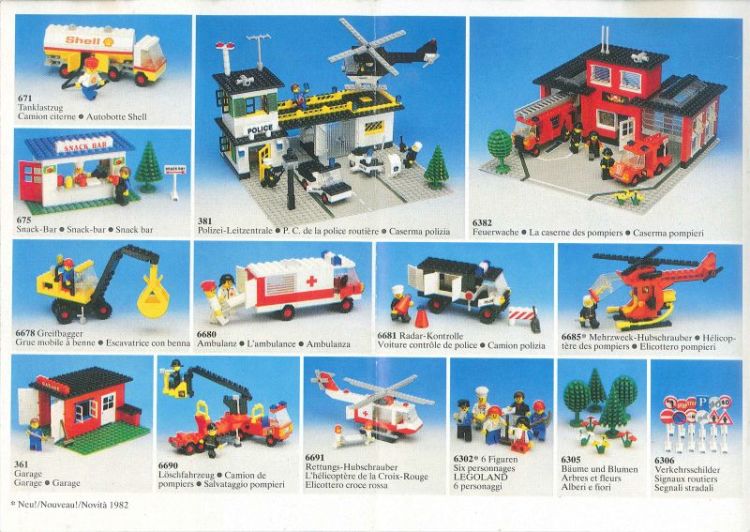 Shell
671
Tanklastzug
Camion citerne ● Autobotte Shell
SNACK BAR
snack bar
675
Snack-Bar ● Snack-bar ● Snack bar
POLICE
381
Polizei-Leitzentrale ● P. C. de la police routière ● Caserma polizia
6382
Feuerwache ● La caserne des pompiers ● Caserma pompieri
6678 Greifbagger
Grue mobile à benne ● Escavatrice con benna
6680
Ambulanz ● L'ambulance ● Ambulanza
6681 Radar-Kontrolle
Voiture contrôle de police ● Camion polizia
6685* Mehrzweck-Hubschrauber ● Hélicop-
tère des pompiers ● Elicottero pompieri
GARAGE
361
Garage
Garage ● Garage
6690
Löschfahrzeug ● Camion de
pompiers ● Salvataggio pompieri
6691
Rettungs-Hubschrauber
L'hélicoptère de la Croix-Rouge
Elicottero croce rossa
6302* 6 Figuren
Six personnages
LEGOLAND
6 personaggi
6305
Bäume und Blumen
Arbres et fleurs
Alberi e fiori
P
6306
Verkehrsschilder
Signaux routiers
Segnali stradali
* Neu!/Nouveau!/Novità 1982